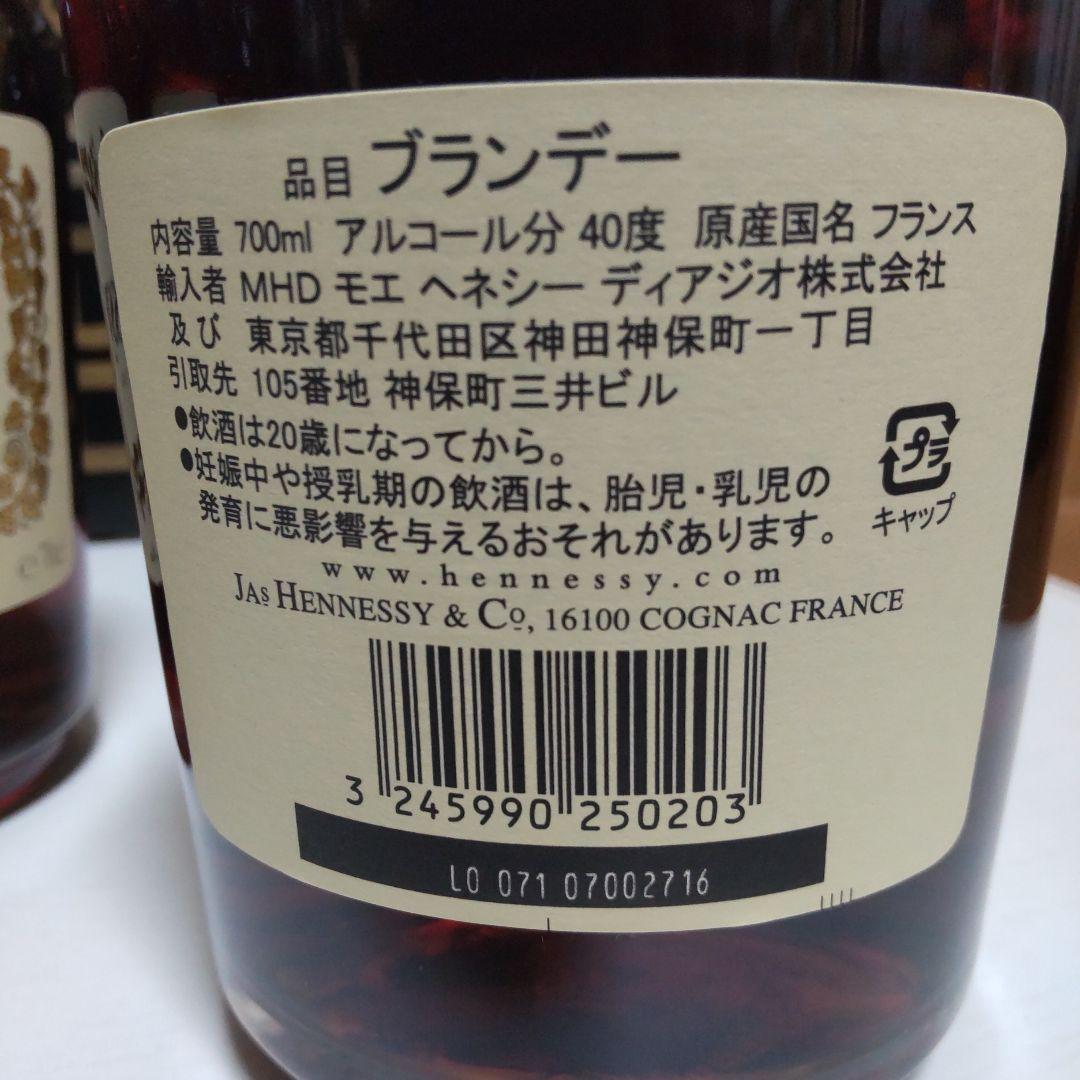 品目 ブランデー
内容量 700ml アルコール分 40度 原産国名 フランス
輸入者 MHD モエ ヘネシー ディアジオ株式会社
及び 東京都千代田区神田神保町一丁目
引取先 105番地 神保町三井ビル
●飲酒は20歳になってから。
●妊娠中や授乳期の飲酒は、胎児・乳児の
発育に悪影響を与えるおそれがあります。
プラ
キャップ
www.hennessy.com
JAS HENNESSY & Cº, 16100 COGNAC FRANCE
3 245990 250203
L0 071 07002716